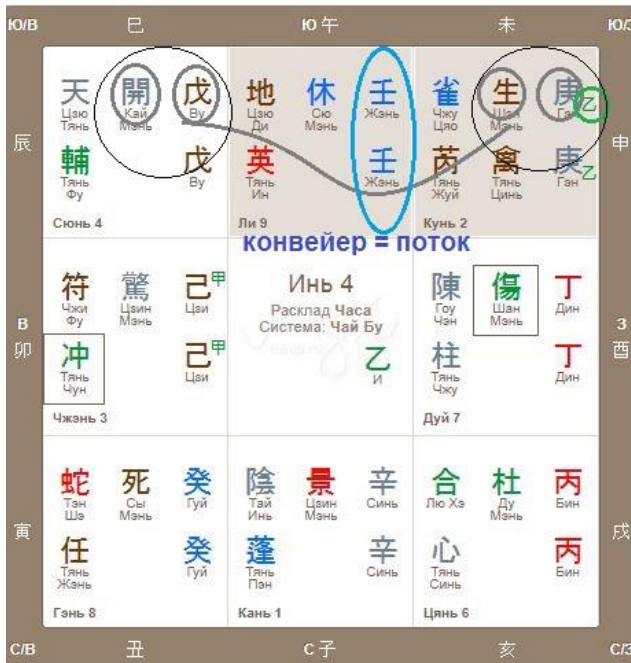 Ю/В 巳 Ю 午 未 Ю/З
天 開 戊 地 休 壬 雀 生 庚 乙
Цзю Тянь Кай Мэнь Ву Цзю Ди Сю Мэнь Жэнь Чжу Цяо Шэн Мэнь Гэн
辰 申
輔 戊 英 壬 芮 禽 庚 乙
Тянь Фу Ву Тянь Ин Жэнь Тянь Жуй Тянь Цинь Гэн
Сюнь 4 Ли 9 Кунь 2
конвейер = поток
符 驚 己 甲 Инь 4 陳 傷 丁
Чжи Фу Цзин Мэнь Цзи Расклад Часа Гоу Чэн Шан Мэнь Дин
Система: Чай Бу
В З
卯 酉
冲 己 甲 乙 柱 丁
Тянь Чун Цзи И Тянь Чжу Дин
Чжэнь 3 Дуй 7
蛇 死 癸 陰 景 辛 合 杜 丙
Тэн Шэ Сы Мэнь Гуй Тай Инь Цзин Мэнь Синь Лю Хэ Ду Мэнь Бин
寅 戌
任 癸 蓬 辛 心 丙
Тянь Жэнь Гуй Тянь Пэн Синь Тянь Синь Бин
Гэнь 8 Кань 1 Цянь 6
С/В 丑 С 子 亥 С/З